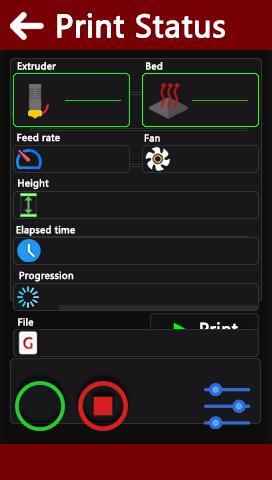 Print Status
Extruder
Bed
Feed rate
Fan
Height
Elapsed time
Progression
File
Print
G